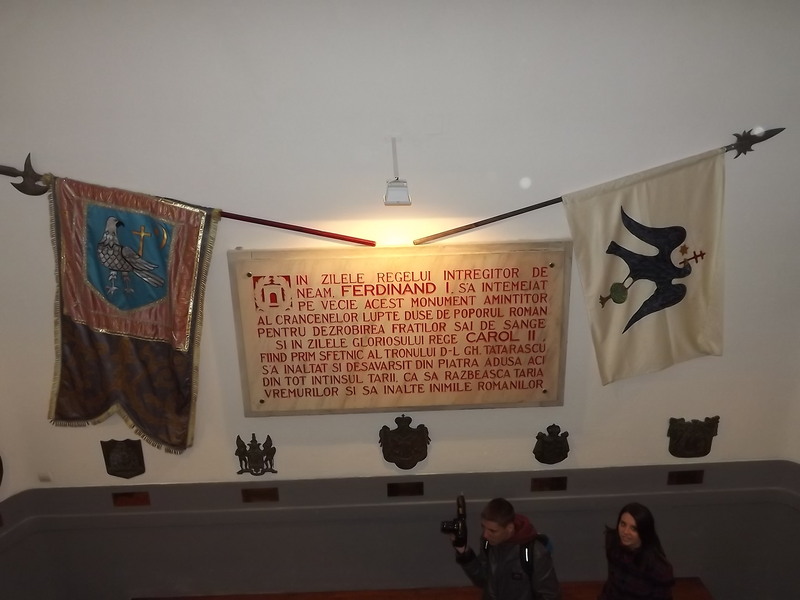 IN ZILELE REGELUI INTREGITOR DE
NEAM, FERDINAND I, SA INTEMEJAT
PE VECIE ACEST MONUMENT AMINTITOR
AL CRANCENELOR LUPTE DUSE DE POPORUL ROMAN
PENTRU DEZROBIREA FRATILOR SAI DE SANGE
SI IN ZILELE GLORIOSULUI REGE CAROL II,
FIIND PRIM SFETNIC AL TRONULUI D-L GH. TATARASCU
S'A INALTAT SI DESAVARSIT DIN PIATRA ADUSA ACI
DIN TOT INTINSUL TARII, CA SA RAZBEASCA TARIA
VREMURILOR SI SA INALTE INIMILE ROMANILOR